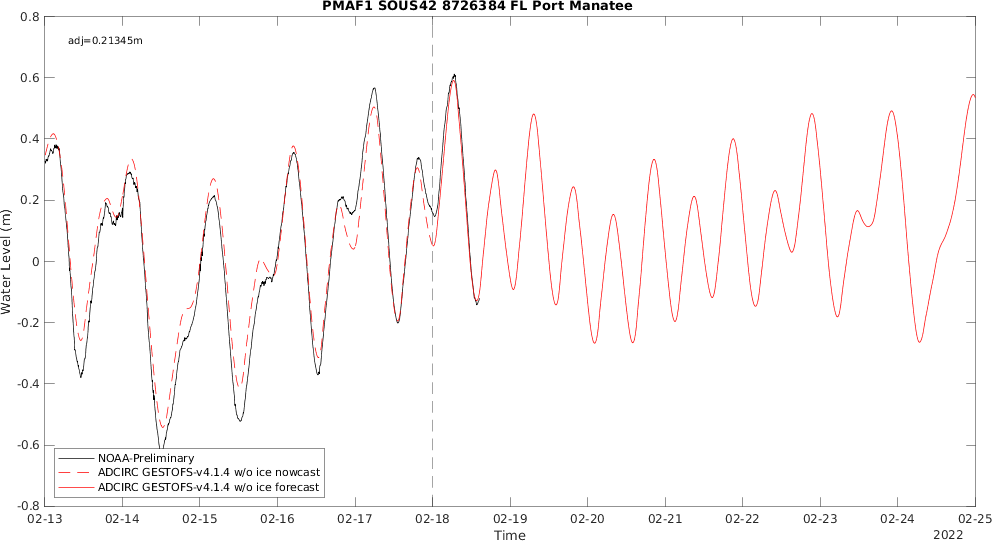 PMAF1 SOUS42 8726384 FL Port Manatee
adj=0.21345m
Water Level (m)
0.8
0.6
0.4
0.2
0
-0.2
-0.4
-0.6
-0.8
NOAA-Preliminary
ADCIRC GESTOFS-v4.1.4 w/o ice nowcast
ADCIRC GESTOFS-v4.1.4 w/o ice forecast
02-13 02-14 02-15 02-16 02-17 02-18 02-19 02-20 02-21 02-22 02-23 02-24 02-25
Time
2022